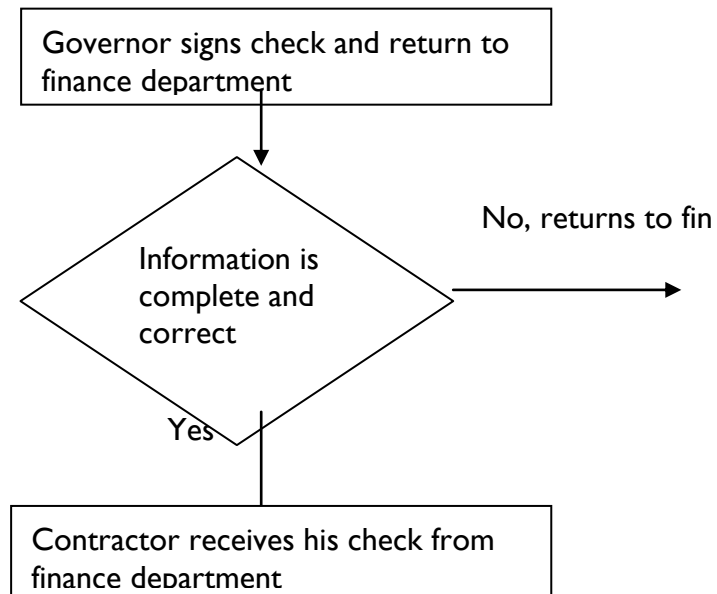 Governor signs check and return to
finance department
No, returns to fin
Information is
complete and
correct
Yes
Contractor receives his check from
finance department